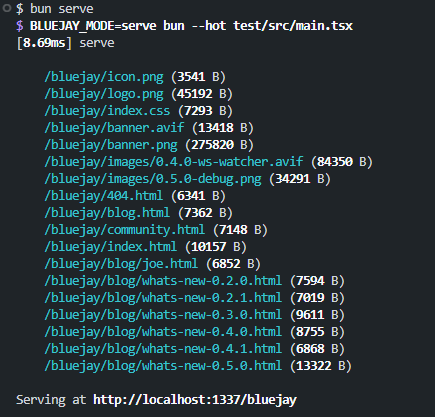 $ bun serve
$ BLUEJAY_MODE=serve bun --hot test/src/main.tsx
[8.69ms] serve
/bluejay/icon.png (3541 B)
/bluejay/logo.png (45192 B)
/bluejay/index.css (7293 B)
/bluejay/banner.avif (13418 B)
/bluejay/banner.png (275820 B)
/bluejay/images/0.4.0-ws-watcher.avif (84350 B)
/bluejay/images/0.5.0-debug.png (34291 B)
/bluejay/404.html (6341 B)
/bluejay/blog.html (7362 B)
/bluejay/community.html (7148 B)
/bluejay/index.html (10157 B)
/bluejay/blog/joe.html (6852 B)
/bluejay/blog/whats-new-0.2.0.html (7594 B)
/bluejay/blog/whats-new-0.2.1.html (7019 B)
/bluejay/blog/whats-new-0.3.0.html (9611 B)
/bluejay/blog/whats-new-0.4.0.html (8755 B)
/bluejay/blog/whats-new-0.4.1.html (6868 B)
/bluejay/blog/whats-new-0.5.0.html (13322 B)
Serving at http://localhost:1337/bluejay